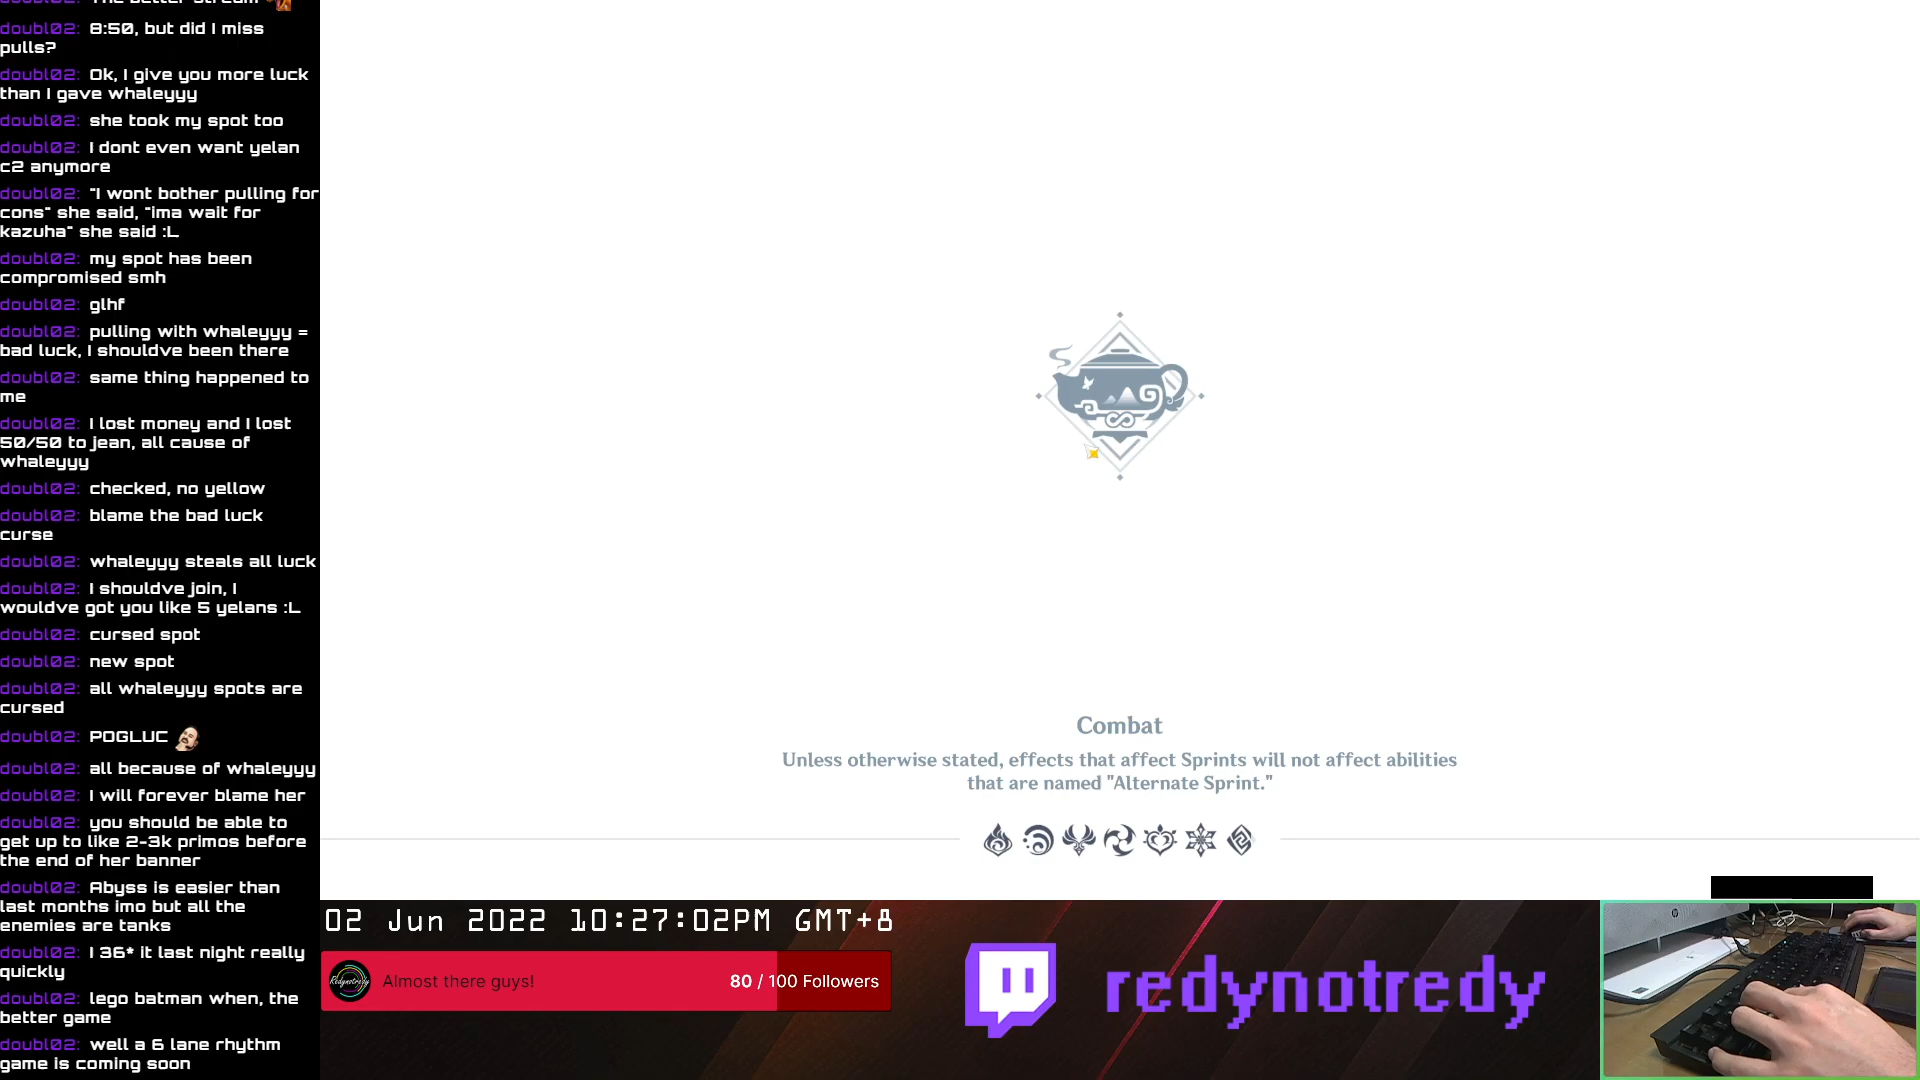 doubl02: The better stream
doubl02: 8:50, but did I miss
pulls?
doubl02: Ok, I give you more luck
than I gave whaleyyy
doubl02: she took my spot too
doubl02: I dont even want yelan
c2 anymore
doubl02: "I wont bother pulling for
cons" she said, "ima wait for
kazuha" she said :L
doubl02: my spot has been
compromised smh
doubl02: glhf
doubl02: pulling with whaleyyy =
bad luck, I shouldve been there
doubl02: same thing happened to
me
doubl02: I lost money and I lost
50/50 to jean, all cause of
whaleyyy
doubl02: checked, no yellow
doubl02: blame the bad luck
curse
doubl02: whaleyyy steals all luck
doubl02: I shouldve join, I
wouldve got you like 5 yelans :L
doubl02: cursed spot
doubl02: new spot
doubl02: all whaleyyy spots are
cursed
doubl02: POGLUC
doubl02: all because of whaleyyy
doubl02: I will forever blame her
doubl02: you should be able to
get up to like 2-3k primos before
the end of her banner
doubl02: Abyss is easier than
last months imo but all the
enemies are tanks
doubl02: I 36* it last night really
quickly
doubl02: lego batman when, the
better game
doubl02: well a 6 lane rhythm
game is coming soon
Combat
Unless otherwise stated, effects that affect Sprints will not affect abilities
that are named "Alternate Sprint."
02 Jun 2022 10:27:02PM GMT+8
Redynotredy
Almost there guys!
80 / 100 Followers
redynotredy
hp